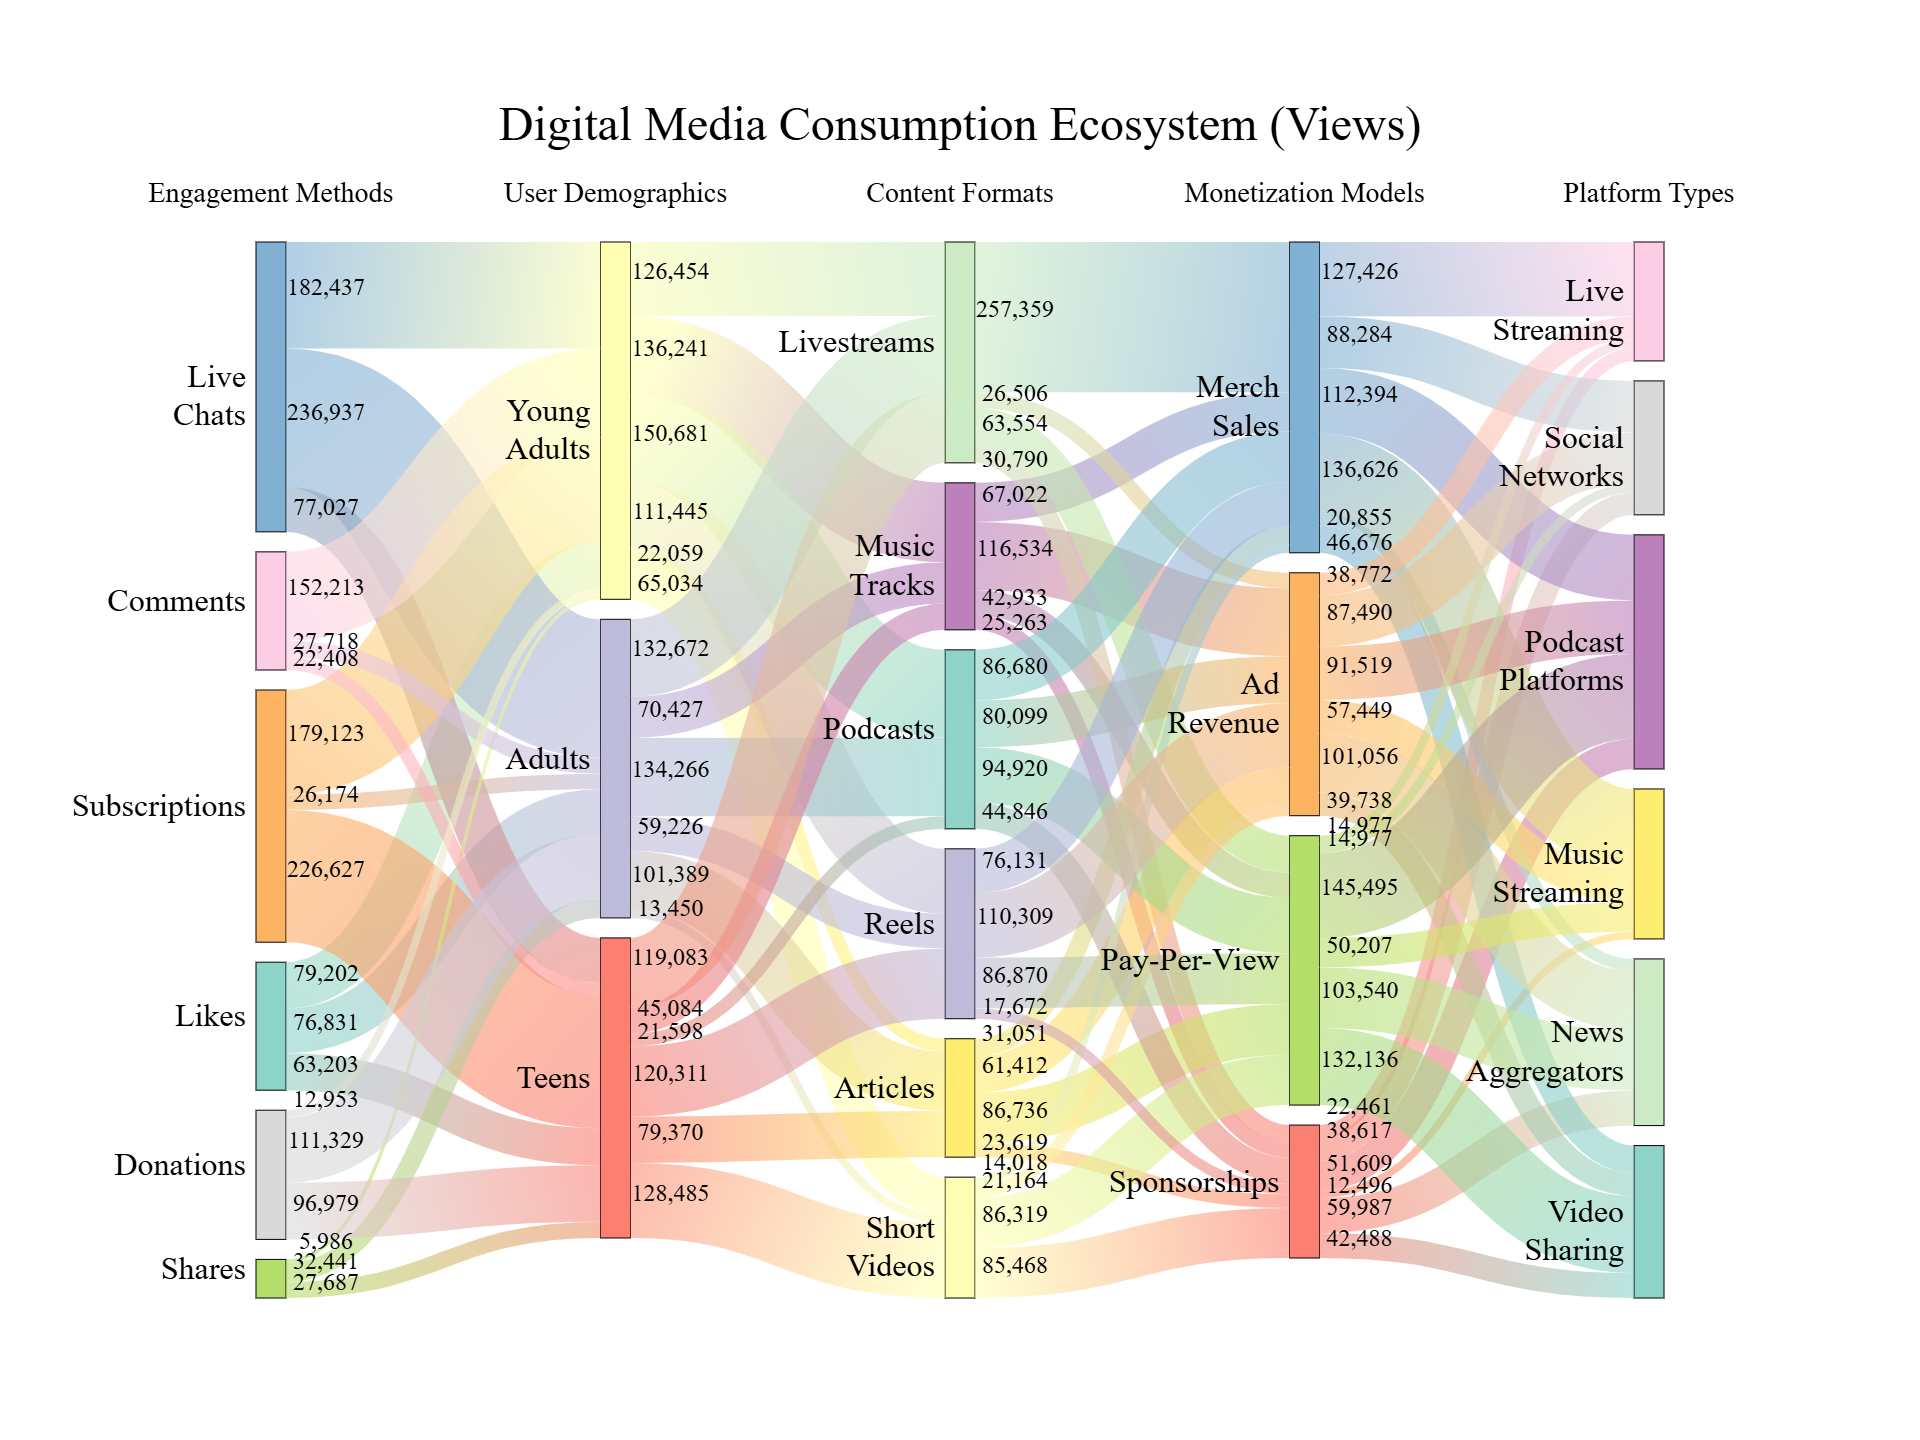 Digital Media Consumption Ecosystem (Views)
Engagement Methods
User Demographics
Content Formats
Monetization Models
Platform Types
Live
Chats
182,437
236,937
77,027
Comments
152,213
27,718
22,408
Subscriptions
179,123
26,174
226,627
Likes
79,202
76,831
63,203
Donations
12,953
111,329
96,979
Shares
5,986
32,441
27,687
Young
Adults
126,454
136,241
150,681
111,445
22,059
65,034
Adults
132,672
70,427
134,266
59,226
101,389
13,450
Teens
119,083
45,084
21,598
120,311
79,370
128,485
Livestreams
257,359
26,506
63,554
30,790
Music
Tracks
67,022
116,534
42,933
25,263
Podcasts
86,680
80,099
94,920
44,846
Reels
76,131
110,309
86,870
17,672
Articles
31,051
61,412
86,736
23,619
Short
Videos
14,018
21,164
86,319
85,468
Merch
Sales
127,426
88,284
112,394
136,626
20,855
46,676
Ad
Revenue
38,772
87,490
91,519
57,449
101,056
39,738
Pay-Per-View
14,977
14,977
145,495
50,207
103,540
132,136
Sponsorships
22,461
38,617
51,609
12,496
59,987
42,488
Live
Streaming
Social
Networks
Podcast
Platforms
Music
Streaming
News
Aggregators
Video
Sharing